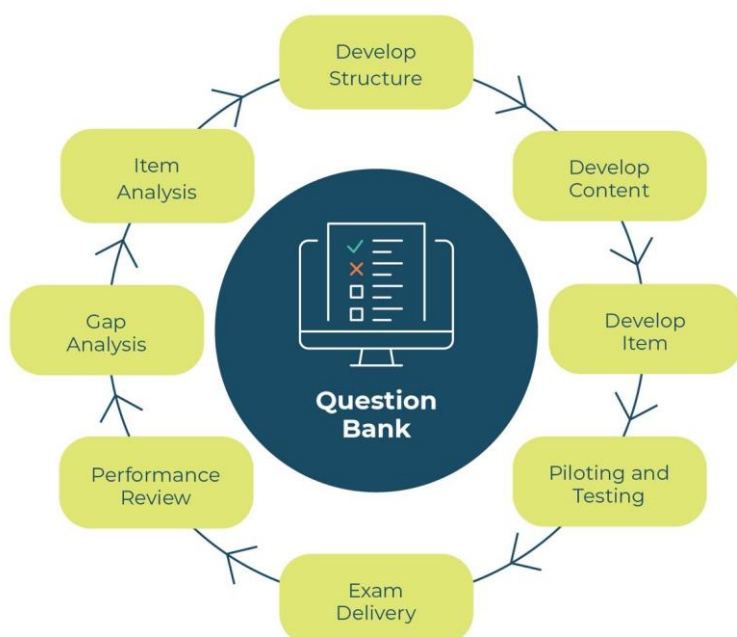 Develop
Structure
Develop
Content
Develop
Item
Piloting and
Testing
Exam
Delivery
Performance
Review
Gap
Analysis
Item
Analysis
Question
Bank